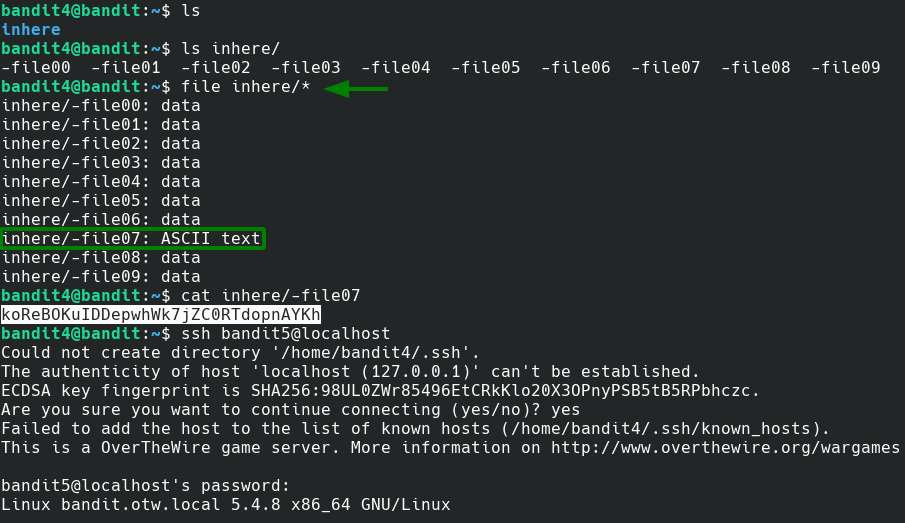 bandit4@bandit:~$ ls
inhere
bandit4@bandit:~$ ls inhere/
-file00  -file01  -file02  -file03  -file04  -file05  -file06  -file07  -file08  -file09
bandit4@bandit:~$ file inhere/*
inhere/-file00: data
inhere/-file01: data
inhere/-file02: data
inhere/-file03: data
inhere/-file04: data
inhere/-file05: data
inhere/-file06: data
inhere/-file07: ASCII text
inhere/-file08: data
inhere/-file09: data
bandit4@bandit:~$ cat inhere/-file07
koReBOKuIDDepwhWk7jZC0RTdopnAYKh
bandit4@bandit:~$ ssh bandit5@localhost
Could not create directory '/home/bandit4/.ssh'.
The authenticity of host 'localhost (127.0.0.1)' can't be established.
ECDSA key fingerprint is SHA256:98UL0ZWr85496EtCRkKlo20X3OPnyPSB5tB5RPbhczc.
Are you sure you want to continue connecting (yes/no)? yes
Failed to add the host to the list of known hosts (/home/bandit4/.ssh/known_hosts).
This is a OverTheWire game server. More information on http://www.overthewire.org/wargames
bandit5@localhost's password:
Linux bandit.otw.local 5.4.8 x86_64 GNU/Linux